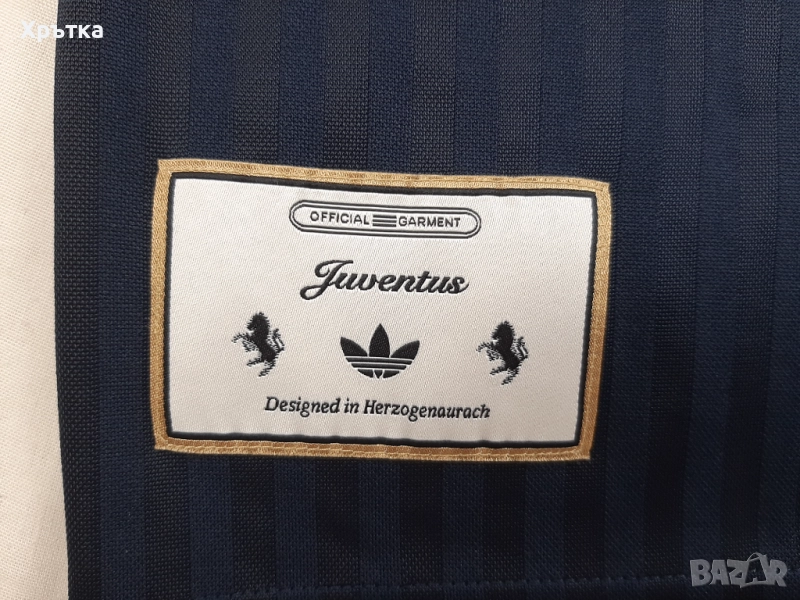 Хрътка
OFFICIAL GARMENT
Juventus
Designed in Herzogenaurach
BAZAR